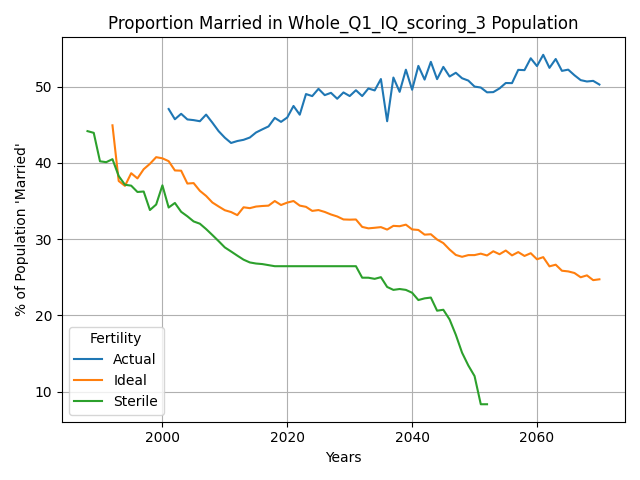 Proportion Married in Whole_Q1_IQ_scoring_3 Population
% of Population 'Married'
50
40
30
20
10
Fertility
Actual
Ideal
Sterile
2000
2020
2040
2060
Years